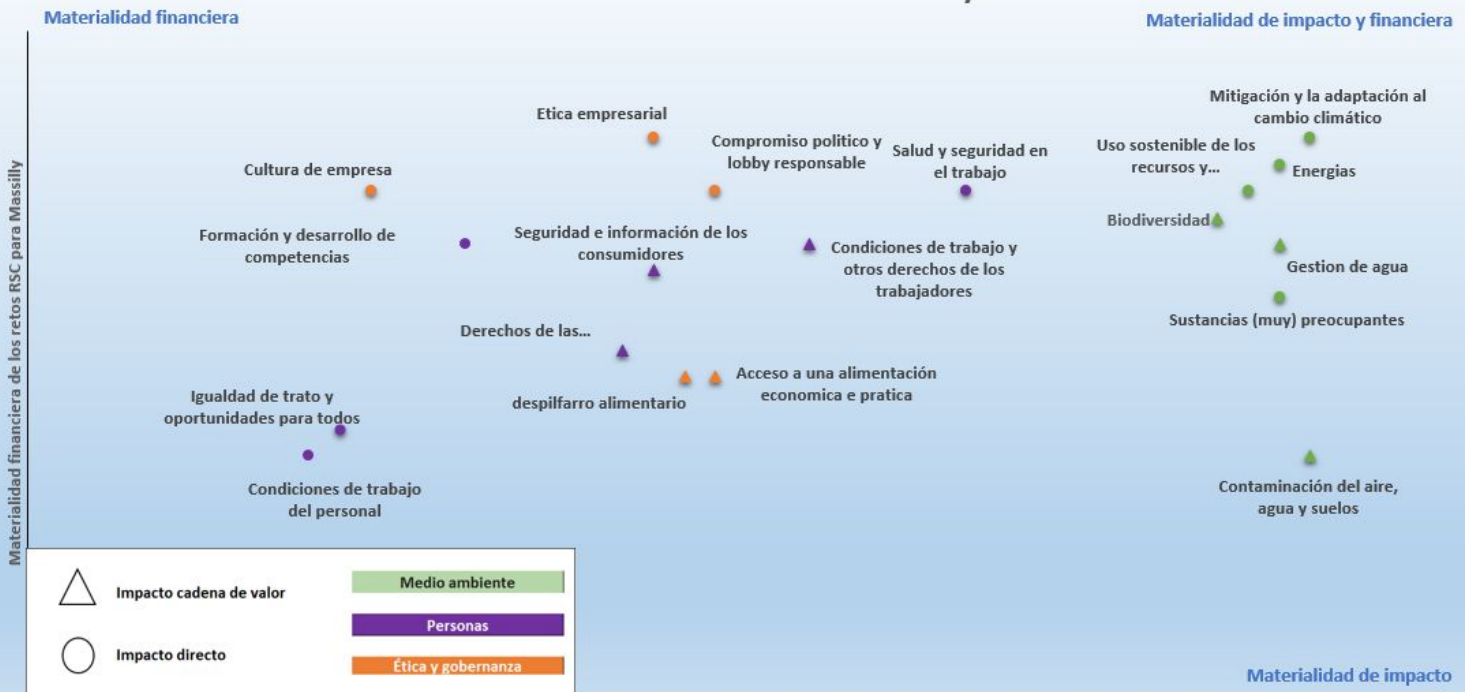 Materialidad financiera
Materialidad de impacto y financiera
Materialidad financiera de los retos RSC para Massilly
Mitigación y la adaptación al
cambio climático
Etica empresarial
Compromiso politico y
lobby responsable
Salud y seguridad en
el trabajo
Uso sostenible de los
recursos y...
Energias
Cultura de empresa
Biodiversidad
Formación y desarrollo de
competencias
Seguridad e información de los
consumidores
Condiciones de trabajo y
otros derechos de los
trabajadores
Gestion de agua
Sustancias (muy) preocupantes
Derechos de las...
despilfarro alimentario
Acceso a una alimentación
economica e pratica
Igualdad de trato y
oportunidades para todos
Condiciones de trabajo
del personal
Contaminación del aire,
agua y suelos
Impacto cadena de valor
Impacto directo
Medio ambiente
Personas
Ética y gobernanza
Materialidad de impacto